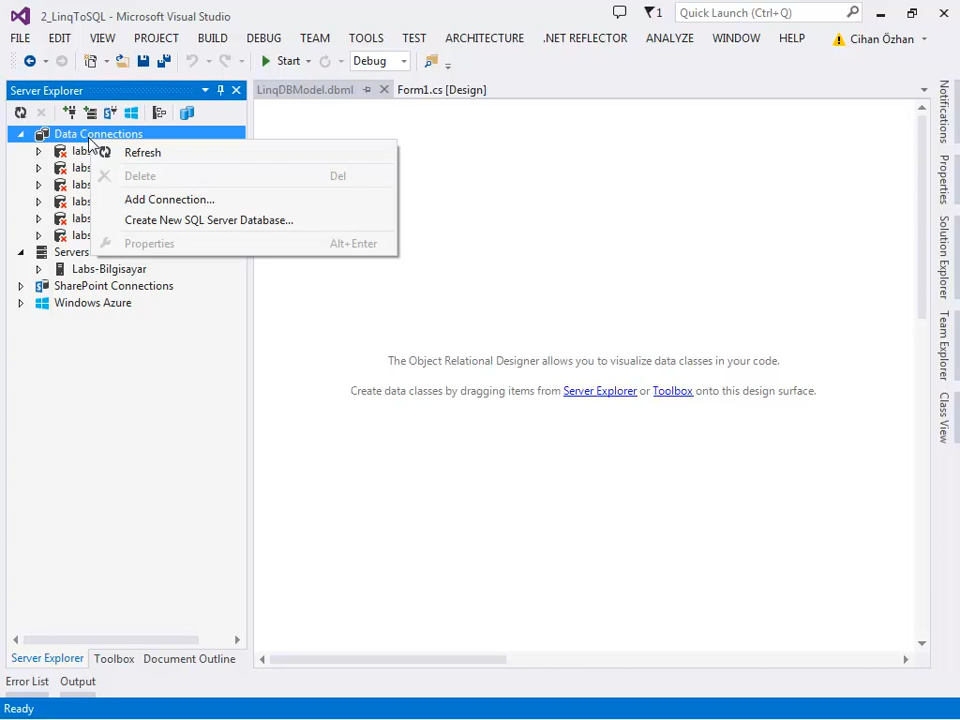 2_LinqToSQL - Microsoft Visual Studio
1
Quick Launch (Ctrl+Q)
FILE EDIT VIEW PROJECT BUILD DEBUG TEAM TOOLS TEST ARCHITECTURE .NET REFLECTOR ANALYZE WINDOW HELP Cihan Özhan
Start Debug
Server Explorer
LinqDBModel.dbml Form1.cs [Design]
Data Connections
labs
labs
labs
labs
labs
labs
Refresh
Delete Del
Add Connection...
Create New SQL Server Database...
Properties Alt+Enter
Servers
Labs-Bilgisayar
SharePoint Connections
Windows Azure
The Object Relational Designer allows you to visualize data classes in your code.
Create data classes by dragging items from Server Explorer or Toolbox onto this design surface.
Notifications
Properties
Solution Explorer
Team Explorer
Class View
Server Explorer Toolbox Document Outline
Error List Output
Ready